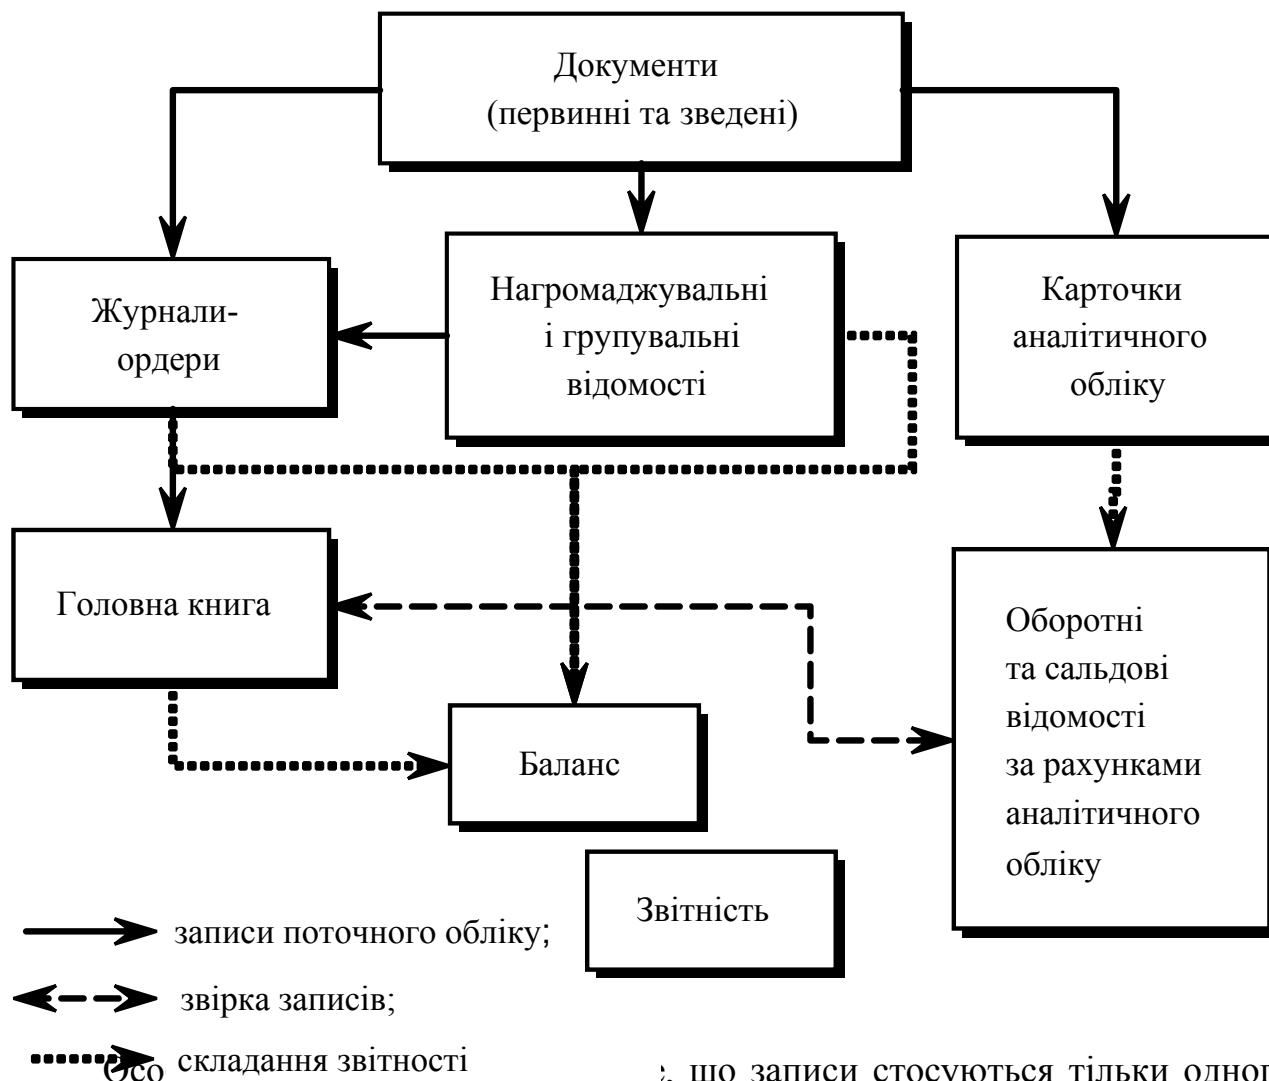 Документи
(первинні та зведені)
Журнали-
ордери
Нагромаджувальні
і групувальні
відомості
Карточки
аналітичного
обліку
Головна книга
Оборотні
та сальдові
відомості
за рахунками
аналітичного
обліку
Баланс
Звітність
записи поточного обліку;
звірка записів;
складання звітності
що записи стосуються тільки